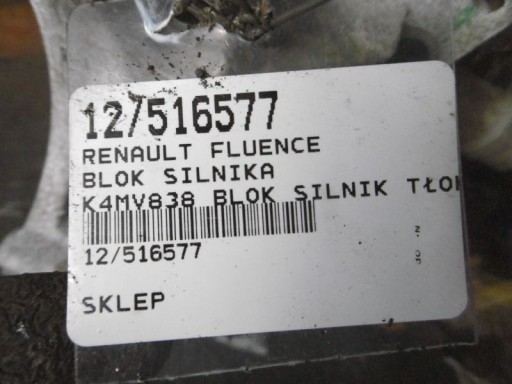 12/516577
RENAULT FLUENCE
BLOK SILNIKA
K4MV838 BLOK SILNIK
12/516577
SKLEP